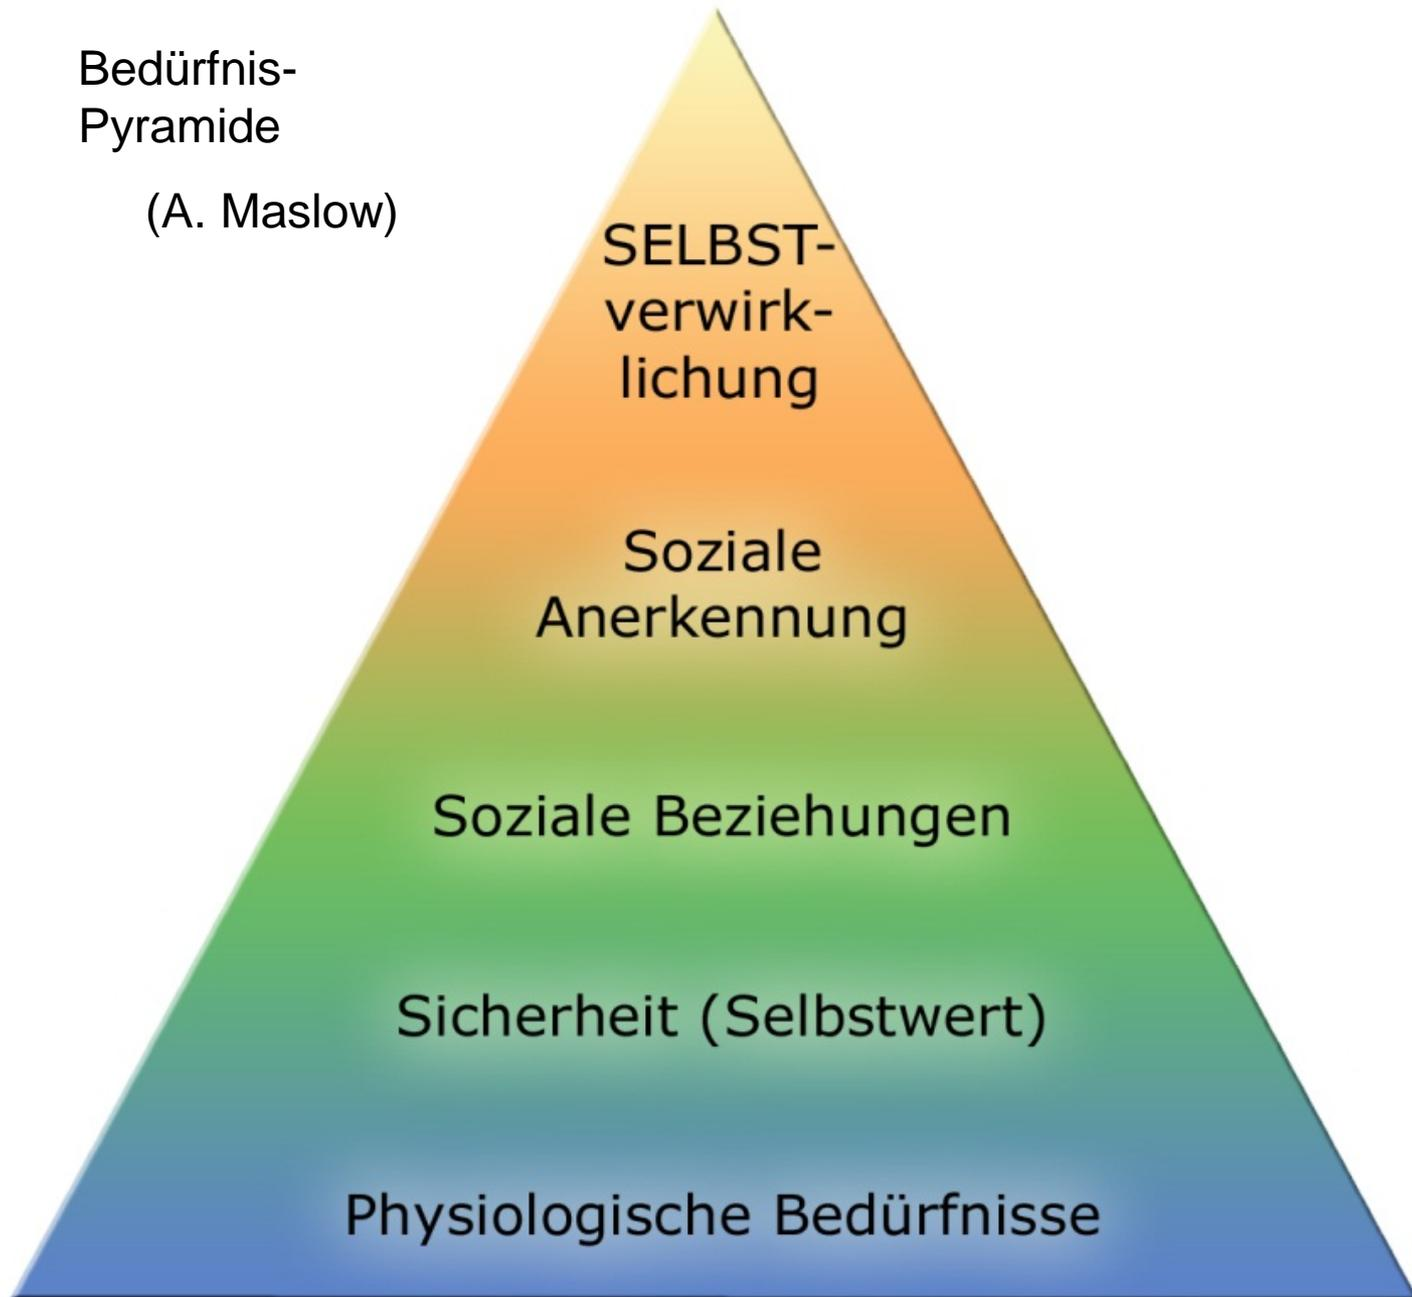 Bedürfnis-
Pyramide
(A. Maslow)
SELBST-
verwirk-
lichung
Soziale
Anerkennung
Soziale Beziehungen
Sicherheit (Selbstwert)
Physiologische Bedürfnisse